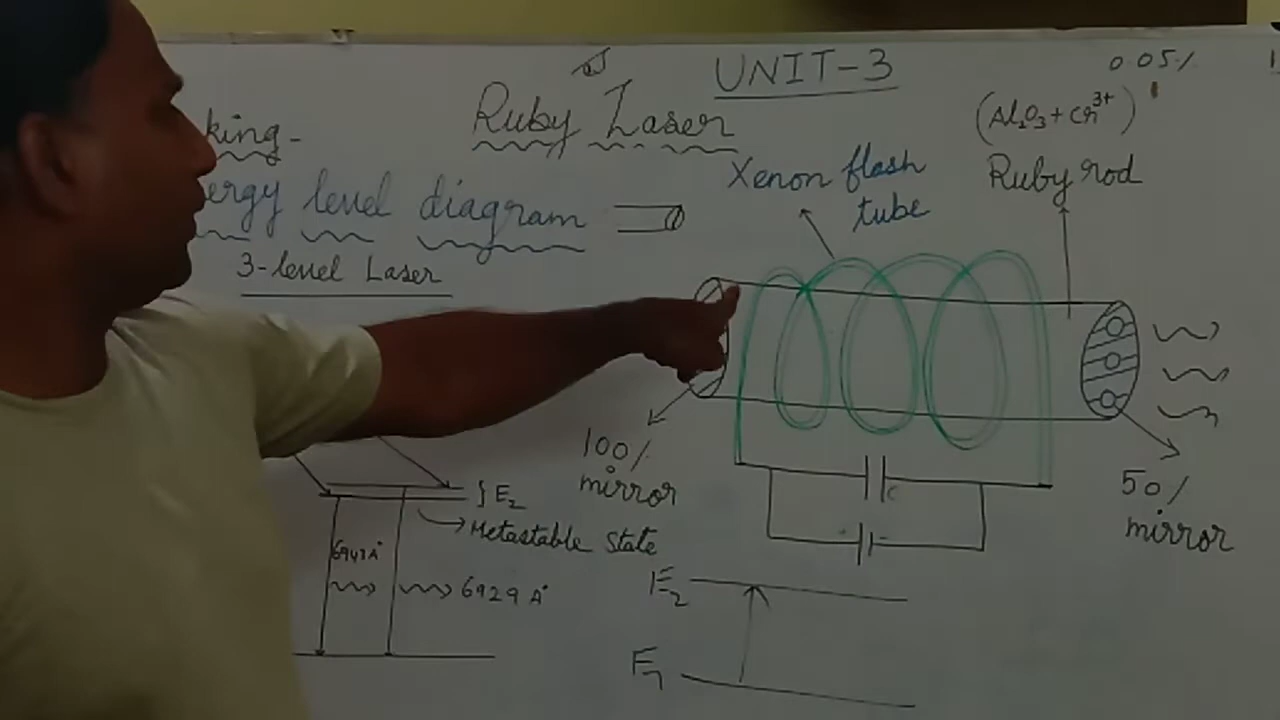 UNIT-3
0.05%
Ruby Laser
(Al₂O₃ + Cr³⁺)
king-
Xenon flash
tube
Ruby rod
ergy level diagram
3-level Laser
100%
mirror
50%
mirror
C
E₂
Metastable State
6943 A°
6929 A°
E₂
E₁